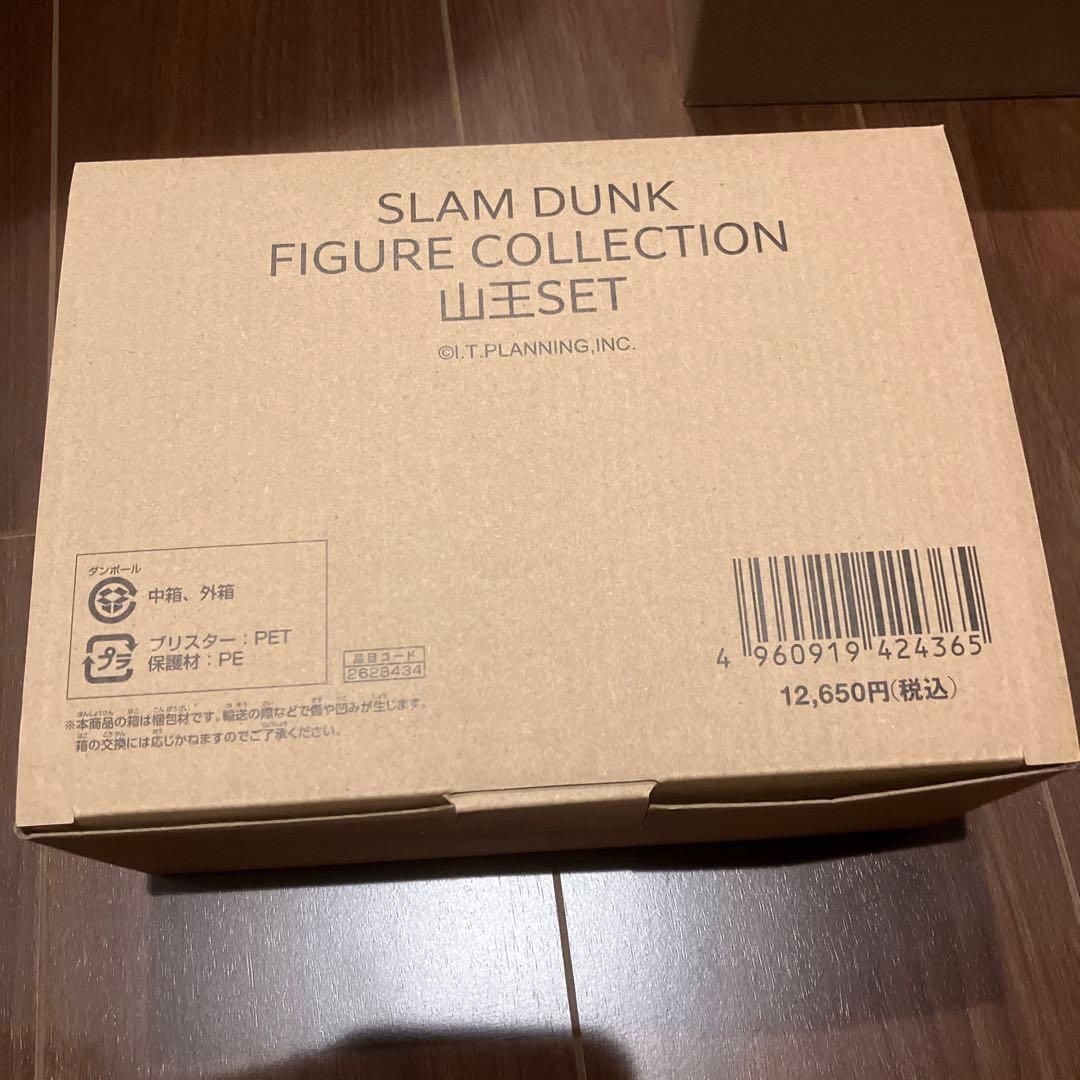 SLAM DUNK
FIGURE COLLECTION
山王SET
©I.T.PLANNING,INC.
ダンボール
中箱、外箱
プラ
ブリスター：PET
保護材：PE
品目コード
2628434
※本商品の箱は梱包材です。輸送の際などで傷や凹みが生じます。
箱の交換には応じかねますのでご了承ください。
4 960919 424365
12,650円(税込)